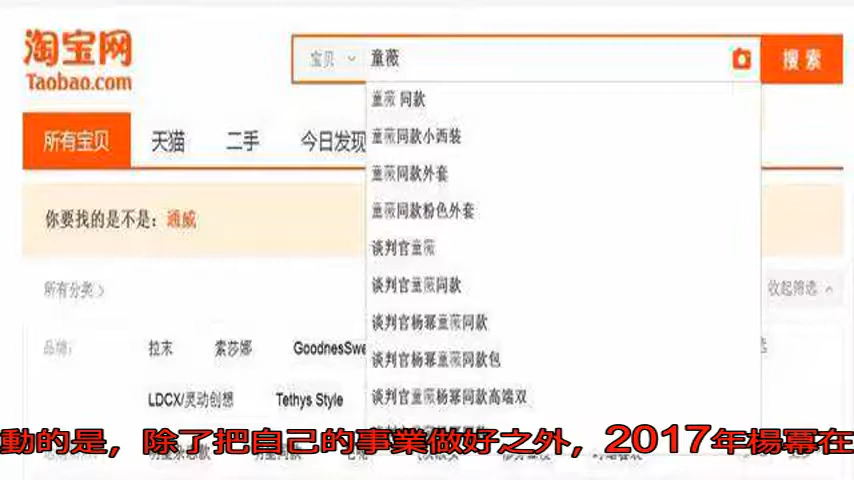 淘宝网
Taobao.com
宝贝
童薇
搜索
所有宝贝
天猫
二手
今日发现
童薇 同款
童薇同款小西装
童薇同款外套
童薇同款粉色外套
谈判官童薇
谈判官童薇同款
谈判官杨幂童薇同款
谈判官杨幂童薇同款包
谈判官童薇杨幂同款高端双
你要找的是不是：通威
所有分类
收起筛选
品牌：
拉末
索莎娜
GoodnesSwe
LDCX/灵动创想
Tethys Style
動的是，除了把自己的事業做好之外，2017年楊冪在